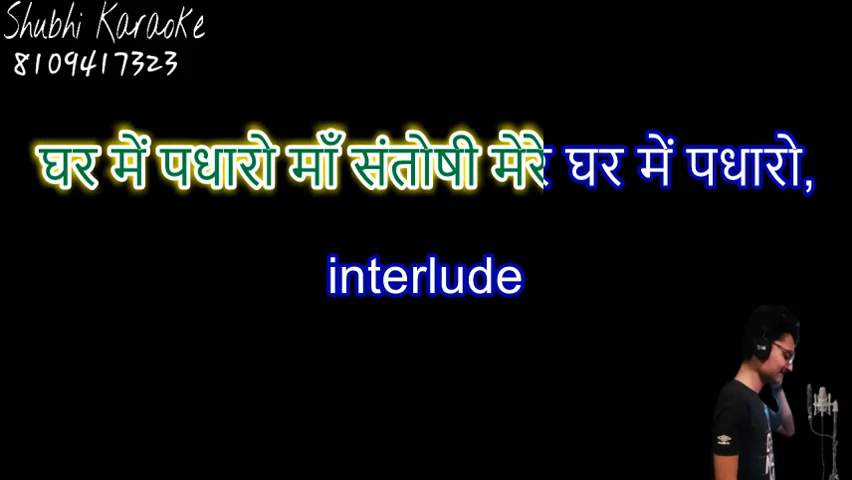 Shubhi Karaoke
8109417323
घर में पधारो माँ संतोषी मेरे घर में पधारो,
interlude